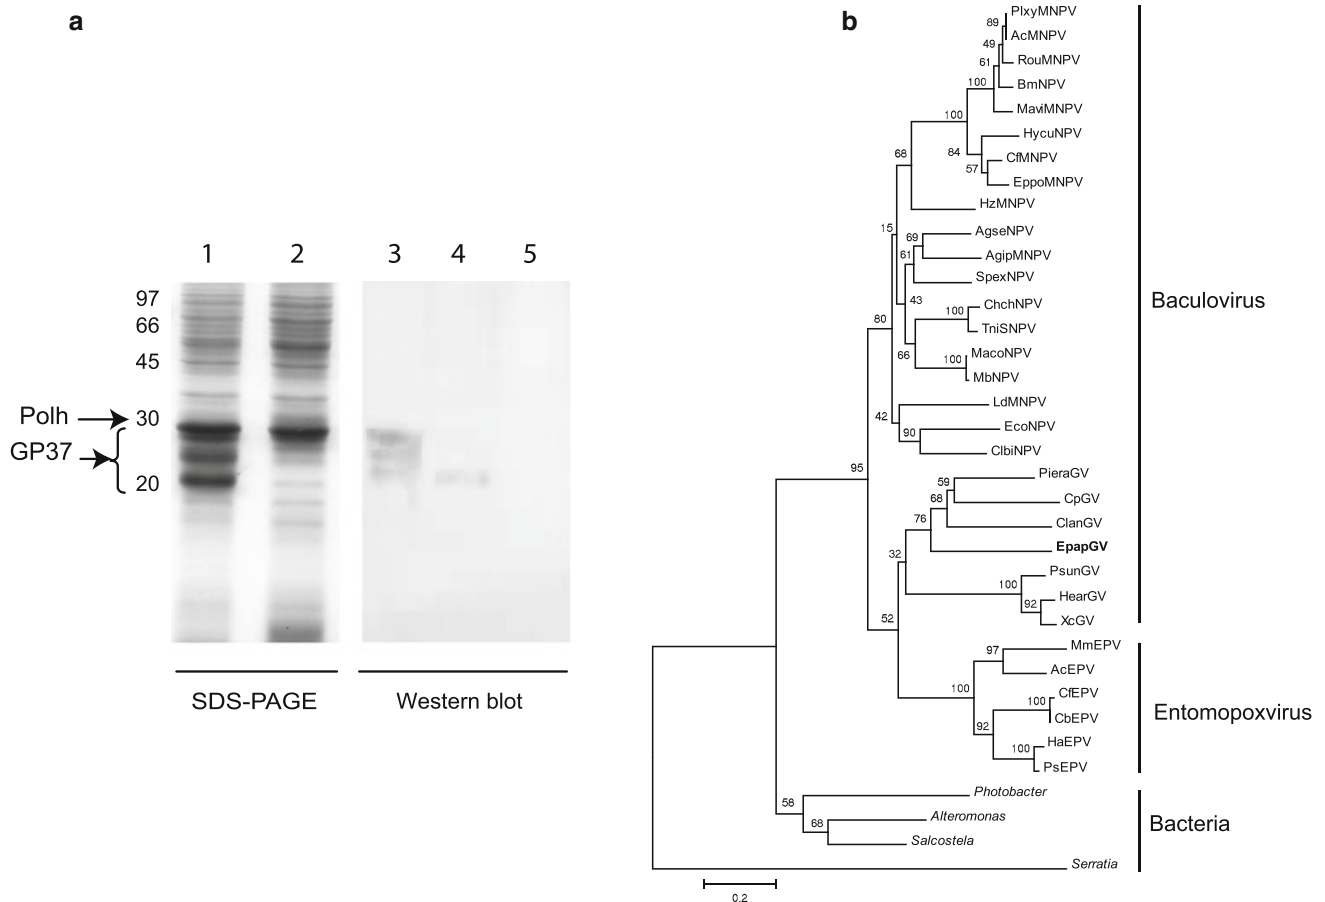 a
1 2 3 4 5
97
66
45
Polh
30
GP37
20
SDS-PAGE
Western blot
b
PlxyMNPV
89
AcMNPV
49
RouMNPV
61
BmNPV
100
MaviMNPV
100
HycuNPV
84
CfMNPV
57
EppoMNPV
68
HzMNPV
15
AgseNPV
69
AgipMNPV
61
SpexNPV
43
ChchNPV
100
TniSNPV
80
66
MacoNPV
100
MbNPV
LdMNPV
42
EcoNPV
90
ClbiNPV
95
PieraGV
59
CpGV
68
ClanGV
76
EpapGV
32
PsunGV
100
HearGV
92
XcGV
52
MmEPV
97
AcEPV
100
CfEPV
100
CbEPV
92
HaEPV
100
PsEPV
Photobacter
58
Alteromonas
68
Salcostela
Serratia
0.2
Baculovirus
Entomopoxvirus
Bacteria